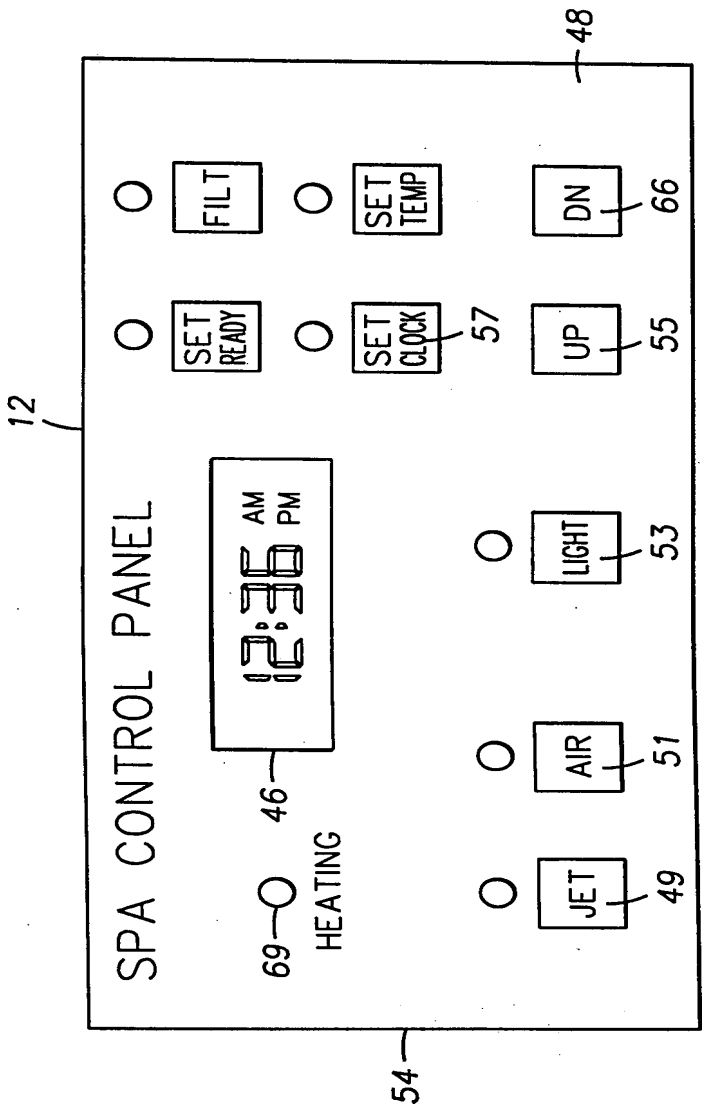 12
SPA CONTROL PANEL
SET
READY
FILT
12:36
AM
PM
46
69
HEATING
SET
CLOCK
SET
TEMP
57
JET
AIR
LIGHT
UP
DN
49
51
53
55
66
48
54